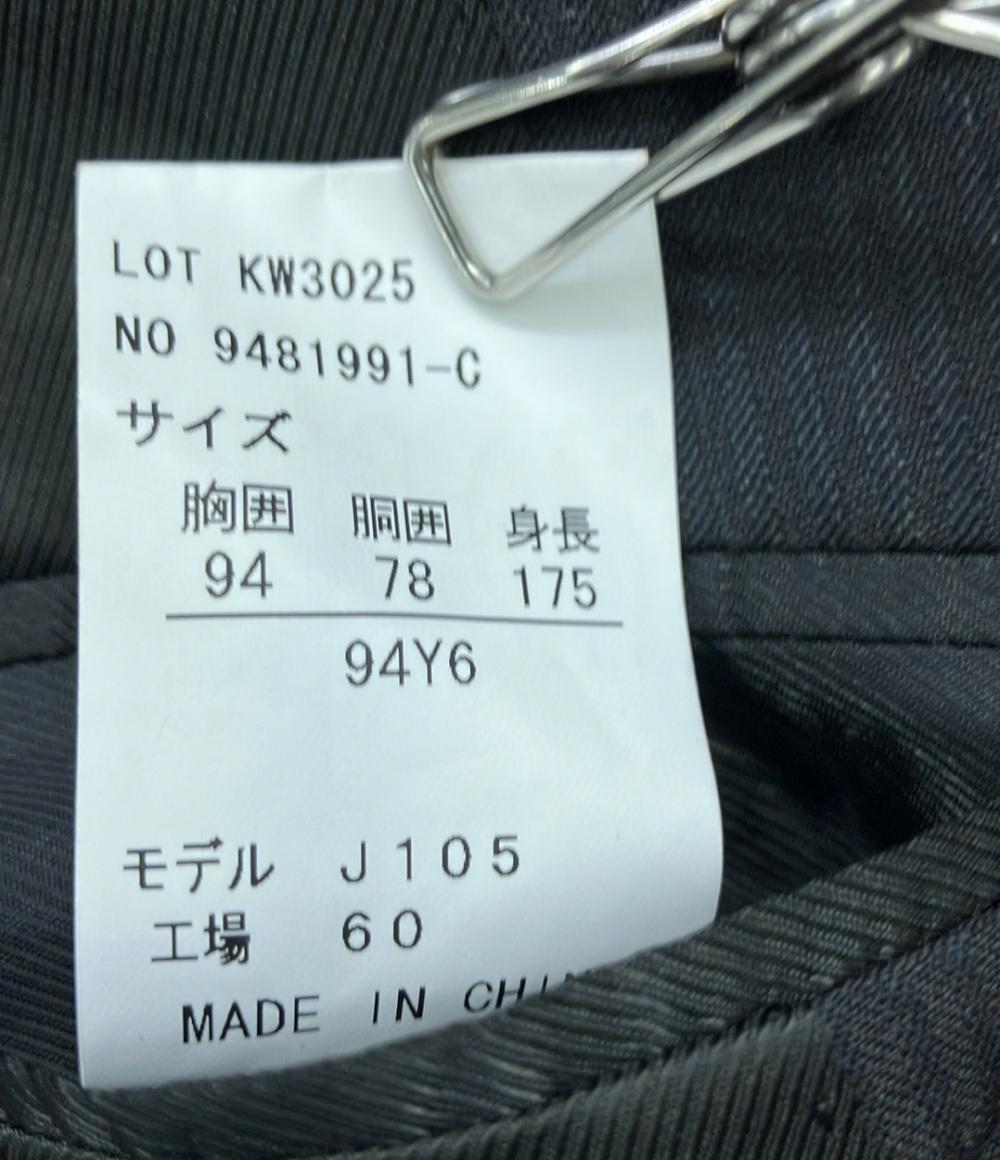 LOT KW3025
NO 9481991-C
サイズ
胸囲 胴囲 身長
94 78 175
94Y6
モデル J105
工場 60
MADE IN